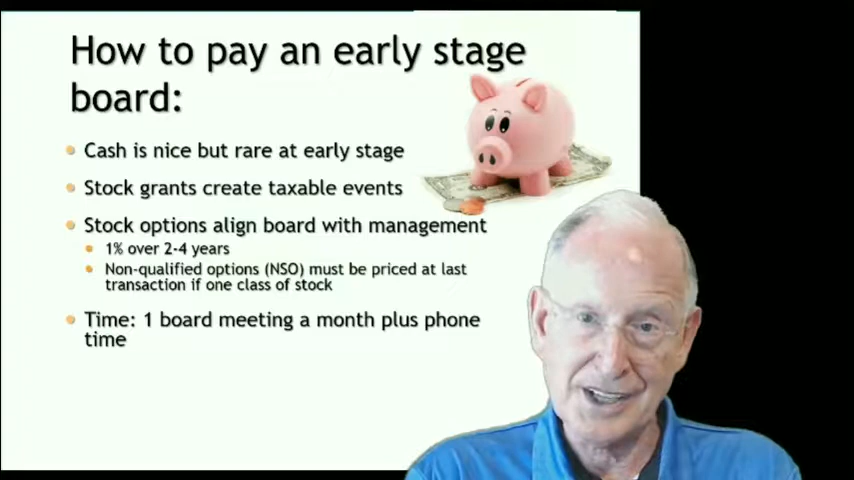 How to pay an early stage
board:
Cash is nice but rare at early stage
Stock grants create taxable events
Stock options align board with management
1% over 2-4 years
Non-qualified options (NSO) must be priced at last
transaction if one class of stock
Time: 1 board meeting a month plus phone
time